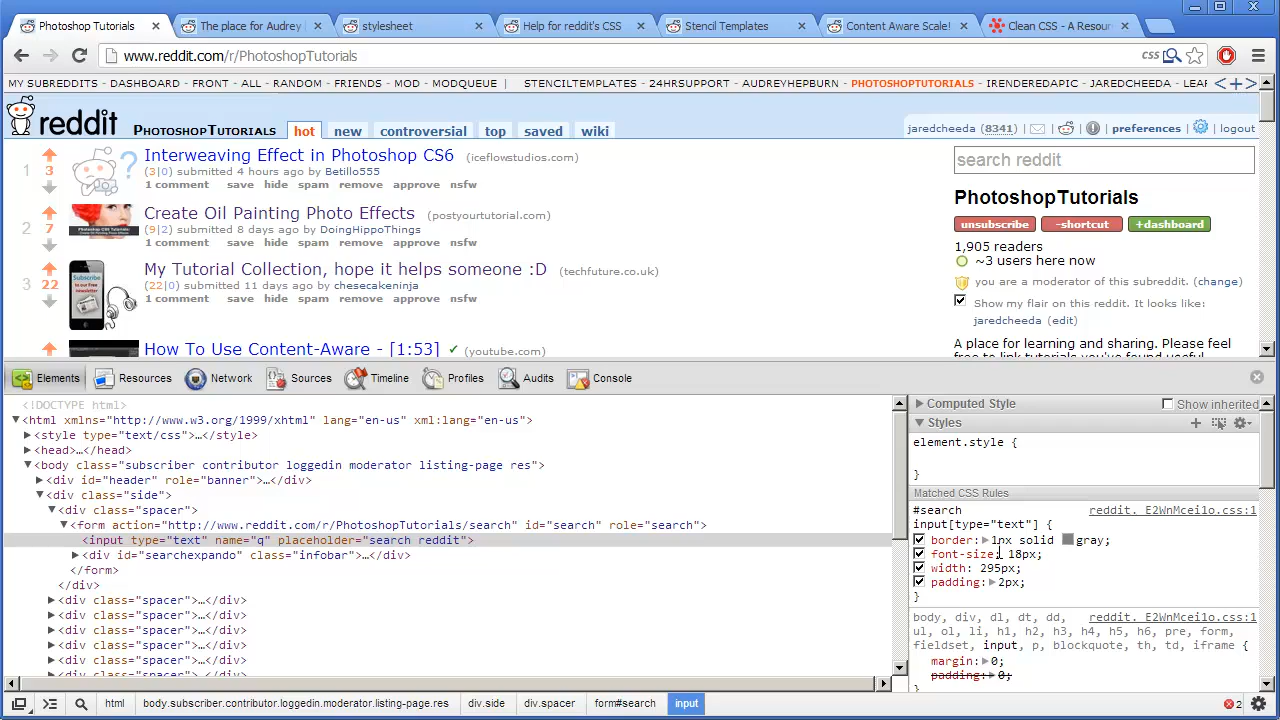 Photoshop Tutorials
The place for Audrey
stylesheet
Help for reddit's CSS
Stencil Templates
Content Aware Scale!
Clean CSS - A Resour
www.reddit.com/r/PhotoshopTutorials
CSS
MY SUBREDDITS - DASHBOARD - FRONT - ALL - RANDOM - FRIENDS - MOD - MODQUEUE | STENCILTEMPLATES - 24HRSUPPORT - AUDREYHEPBURN - PHOTOSHOPTUTORIALS - IRENDEREDAPIC - JAREDCHEEDA - LEAF <+>
reddit PhotoshopTutorials hot new controversial top saved wiki
jaredcheeda (8341) | preferences | logout
1
3
Interweaving Effect in Photoshop CS6 (iceflowstudios.com)
(3|0) submitted 4 hours ago by Betillo555
1 comment save hide spam remove approve nsfw
2
7
Create Oil Painting Photo Effects (postyourtutorial.com)
(9|2) submitted 8 days ago by DoingHippoThings
1 comment save hide spam remove approve nsfw
3
22
My Tutorial Collection, hope it helps someone :D (techfuture.co.uk)
(22|0) submitted 11 days ago by chesecakeninja
1 comment save hide spam remove approve nsfw
How To Use Content-Aware - [1:53] ✔ (youtube.com)
search reddit
PhotoshopTutorials
unsubscribe -shortcut +dashboard
1,905 readers
~3 users here now
you are a moderator of this subreddit. (change)
Show my flair on this reddit. It looks like:
jaredcheeda (edit)
A place for learning and sharing. Please feel
free to link tutorials you've found useful
Elements Resources Network Sources Timeline Profiles Audits Console
<!DOCTYPE html>
<html xmlns="http://www.w3.org/1999/xhtml" lang="en-us" xml:lang="en-us">
<style type="text/css">…</style>
<head>…</head>
<body class="subscriber contributor loggedin moderator listing-page res">
<div id="header" role="banner">…</div>
<div class="side">
<div class="spacer">
<form action="http://www.reddit.com/r/PhotoshopTutorials/search" id="search" role="search">
<input type="text" name="q" placeholder="search reddit">
<div id="searchexpando" class="infobar">…</div>
</form>
</div>
<div class="spacer">…</div>
<div class="spacer">…</div>
<div class="spacer">…</div>
<div class="spacer">…</div>
<div class="spacer">…</div>
<div class="spacer">…</div>
Computed Style Show inherited
Styles
element.style {
}
Matched CSS Rules
#search reddit. E2WnMcei1o.css:1
input[type="text"] {
border: 1px solid gray;
font-size: 18px;
width: 295px;
padding: 2px;
}
body, div, dl, dt, dd, reddit. E2WnMcei1o.css:1
ul, ol, li, h1, h2, h3, h4, h5, h6, pre, form,
fieldset, input, p, blockquote, th, td, iframe {
margin: 0;
padding: 0;
}
html body.subscriber.contributor.loggedin.moderator.listing-page.res div.side div.spacer form#search input
2